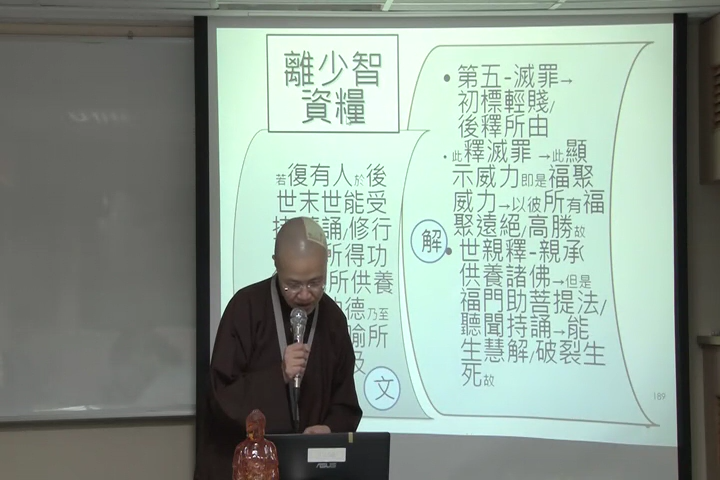 離少智
資糧
若復有人於後
世末世能受
誦/修行
所得功
所供養
德乃至
喻所
及
文
解
• 第五-滅罪→
初標輕賤/
後釋所由
• 此釋滅罪→此顯
示威力即是福聚
威力→以彼所有福
聚遠絕/高勝故
• 世親釋-親承
供養諸佛→但是
福門助菩提法/
聽聞持誦→能
生慧解/破裂生
死故
189
ASUS